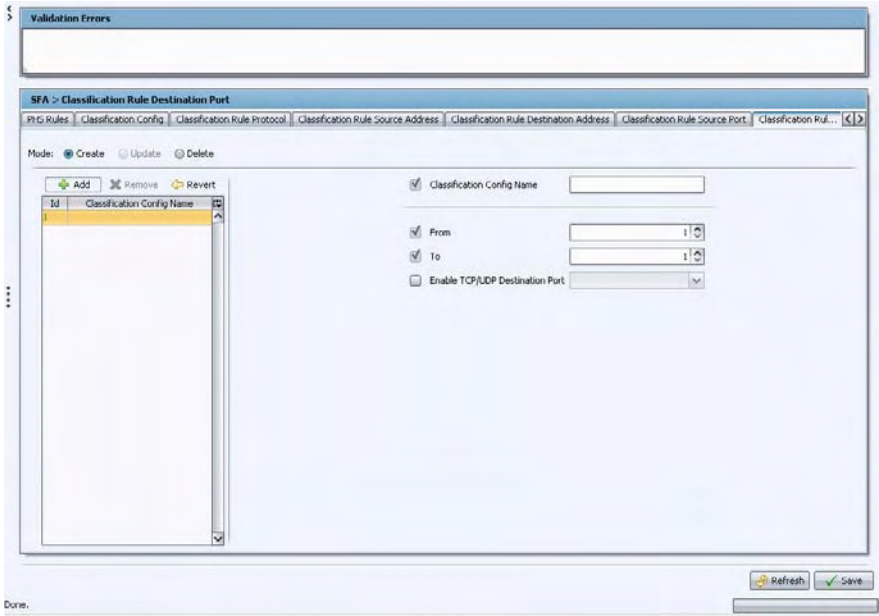 Validation Errors
SFA > Classification Rule Destination Port
PHS Rules Classification Config Classification Rule Protocol Classification Rule Source Address Classification Rule Destination Address Classification Rule Source Port Classification Rul...
Mode: Create Update Delete
Add Remove Revert
Id Classification Config Name
1
Classification Config Name
From 1
To 1
Enable TCP/UDP Destination Port
Refresh Save
Done.